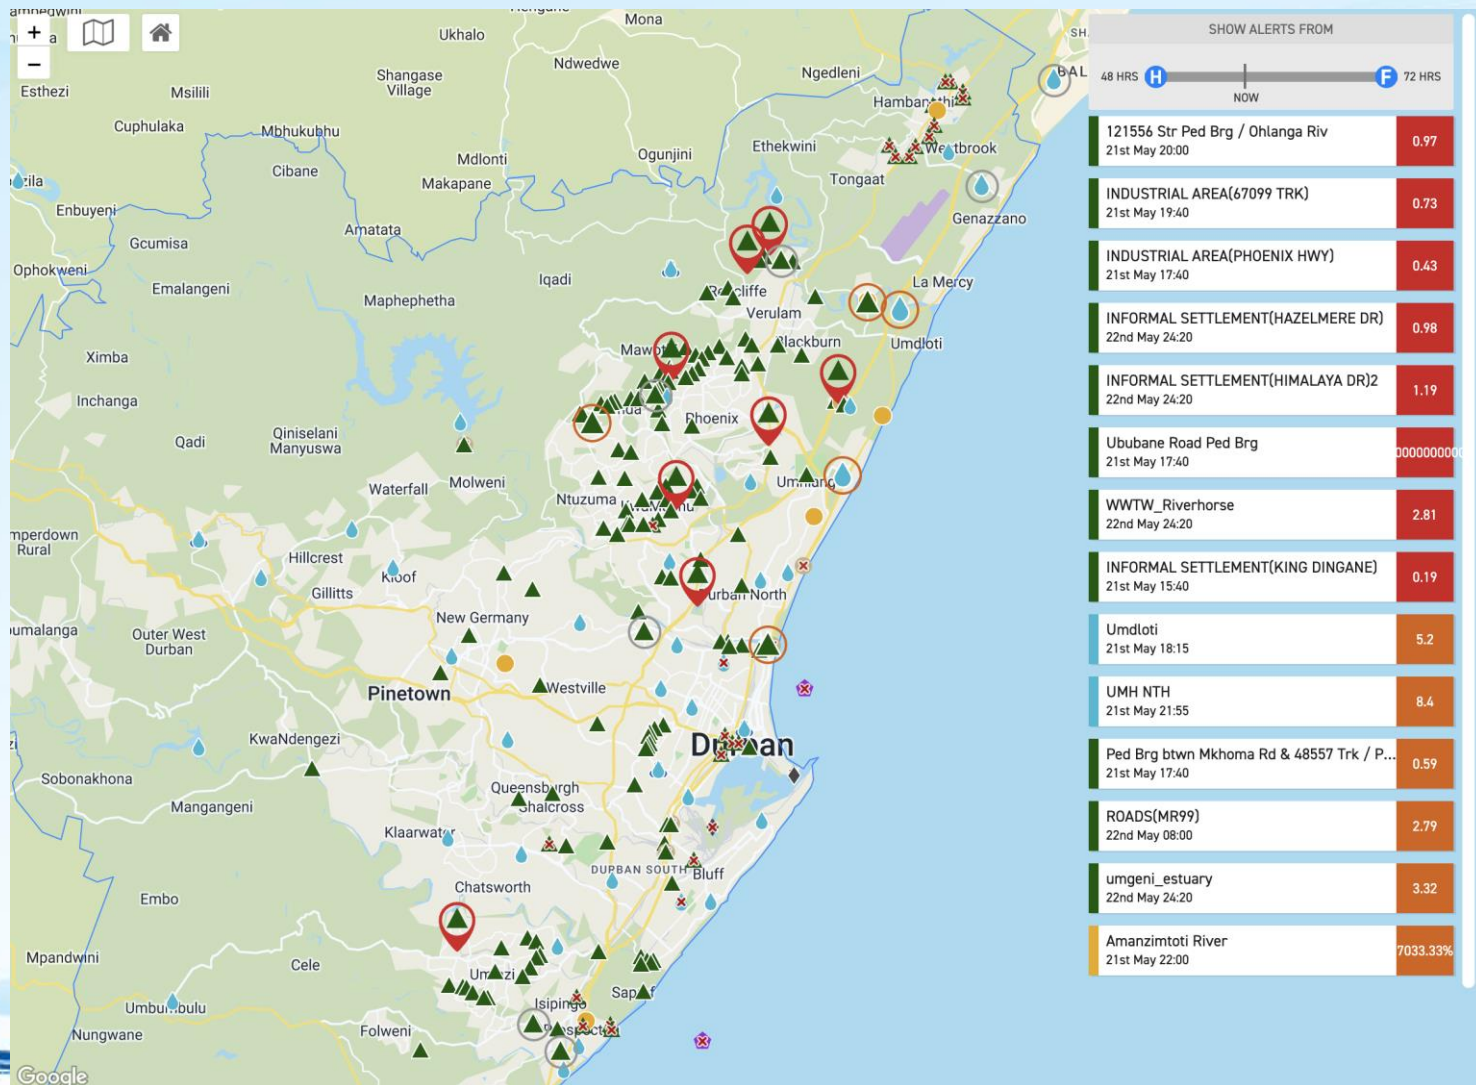 +
−
Ukhalo
Mona
Ndwedwe
Ngedleni
Shangase
Village
Esthezi
Msilili
Cuphulaka
Mbhukubhu
Cibane
Mdlonti
Ogunjini
Ethekwini
Makapane
Tongaat
Enbuyeni
Genazzano
Gcumisa
Amatata
Ophokweni
Emalangeni
Iqadi
Maphephetha
La Mercy
Verulam
Blackburn
Umdloti
Ximba
Inchanga
Phoenix
Qadi
Qiniselani
Manyuswa
Waterfall
Molweni
Ntuzuma
Rural
Hillcrest
Kloof
Gillitts
Durban North
New Germany
Outer West
Durban
Pinetown
Westville
KwaNdengezi
Sobonakhona
Mangangeni
Queensburgh
Shalcross
Klaarwater
DURBAN SOUTH
Bluff
Chatsworth
Embo
Mpandwini
Cele
Isipingo
Nungwane
Folweni
Google
SHOW ALERTS FROM
48 HRS H F 72 HRS
NOW
121556 Str Ped Brg / Ohlanga Riv
21st May 20:00
0.97
INDUSTRIAL AREA(67099 TRK)
21st May 19:40
0.73
INDUSTRIAL AREA(PHOENIX HWY)
21st May 17:40
0.43
INFORMAL SETTLEMENT(HAZELMERE DR)
22nd May 24:20
0.98
INFORMAL SETTLEMENT(HIMALAYA DR)2
22nd May 24:20
1.19
Ububane Road Ped Brg
21st May 17:40
WWTW_Riverhorse
22nd May 24:20
2.81
INFORMAL SETTLEMENT(KING DINGANE)
21st May 15:40
0.19
Umdloti
21st May 18:15
5.2
UMH NTH
21st May 21:55
8.4
Ped Brg btwn Mkhoma Rd & 48557 Trk / P...
21st May 17:40
0.59
ROADS(MR99)
22nd May 08:00
2.79
umgeni_estuary
22nd May 24:20
3.32
Amanzimtoti River
21st May 22:00
7033.33%